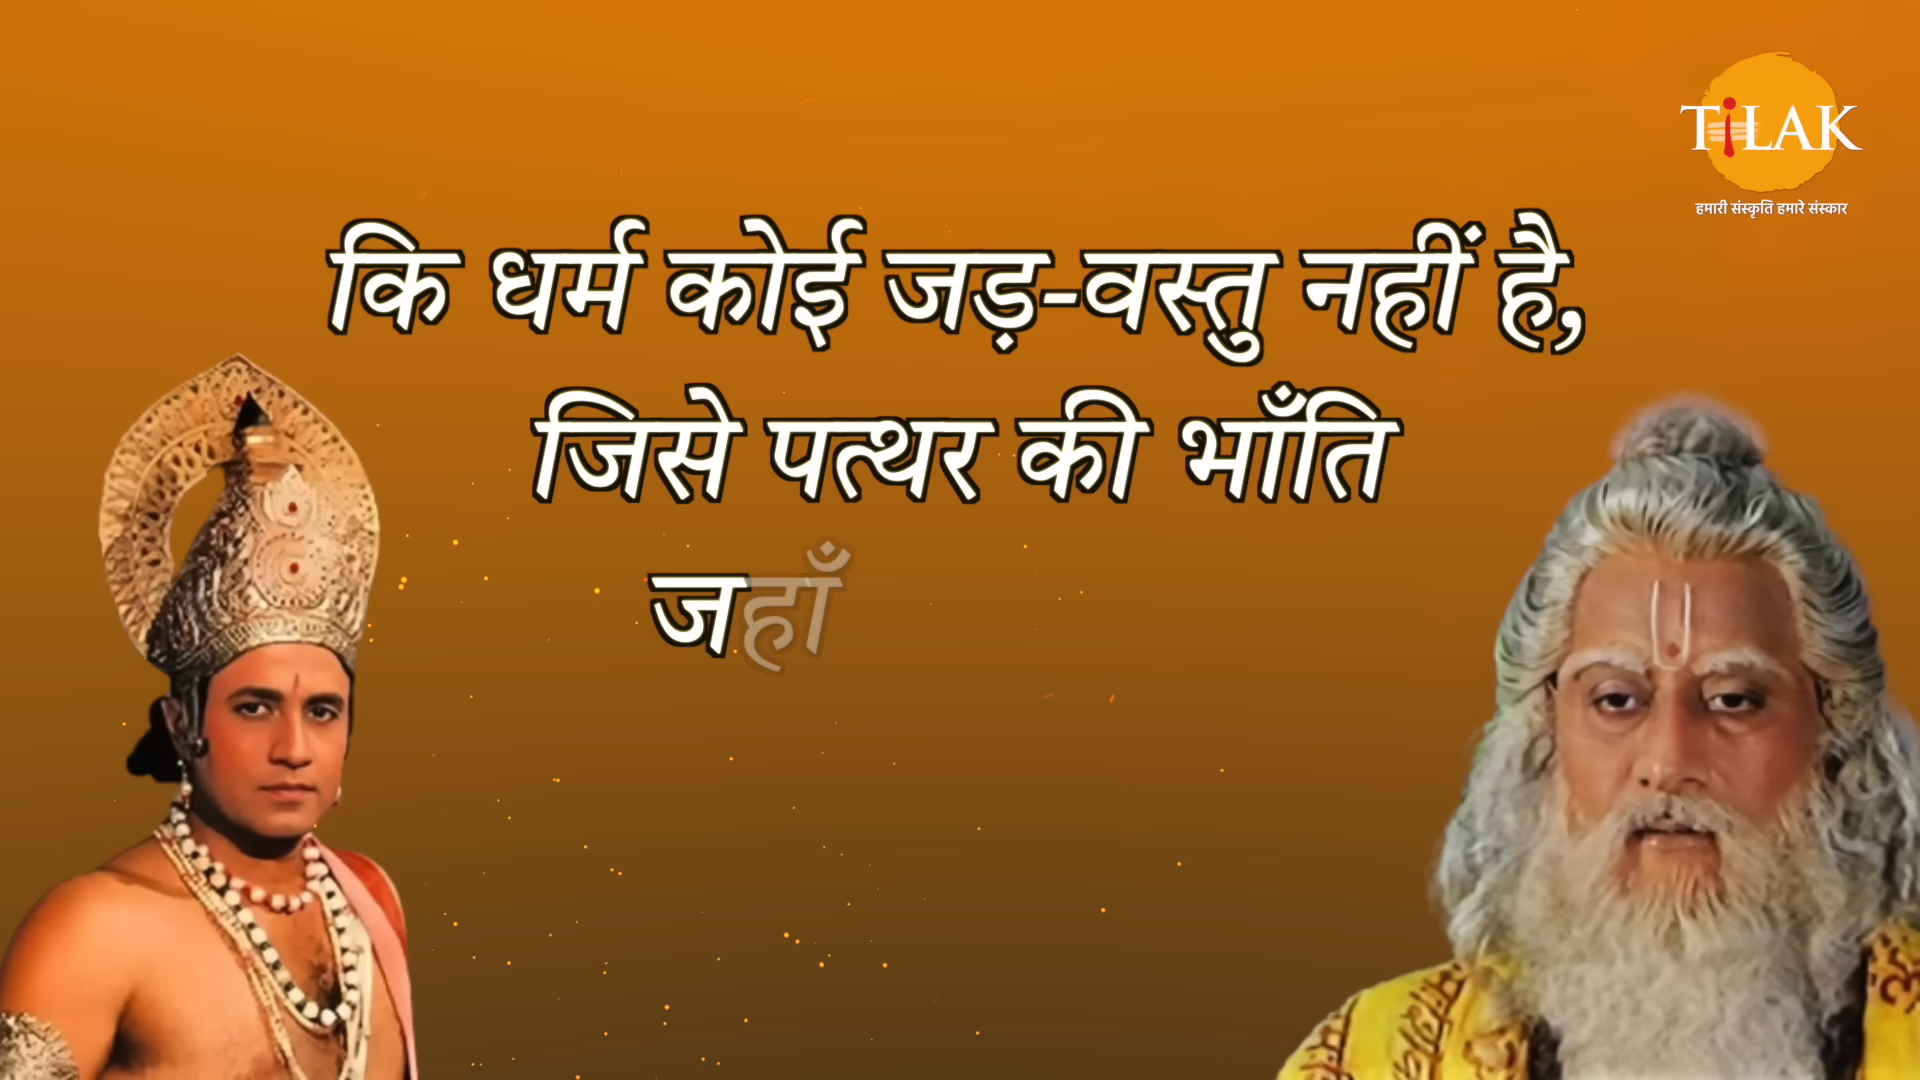 TiLAK
हमारी संस्कृति हमारे संस्कार
कि धर्म कोई जड़-वस्तु नहीं है,
जिसे पत्थर की भाँति
जहाँ